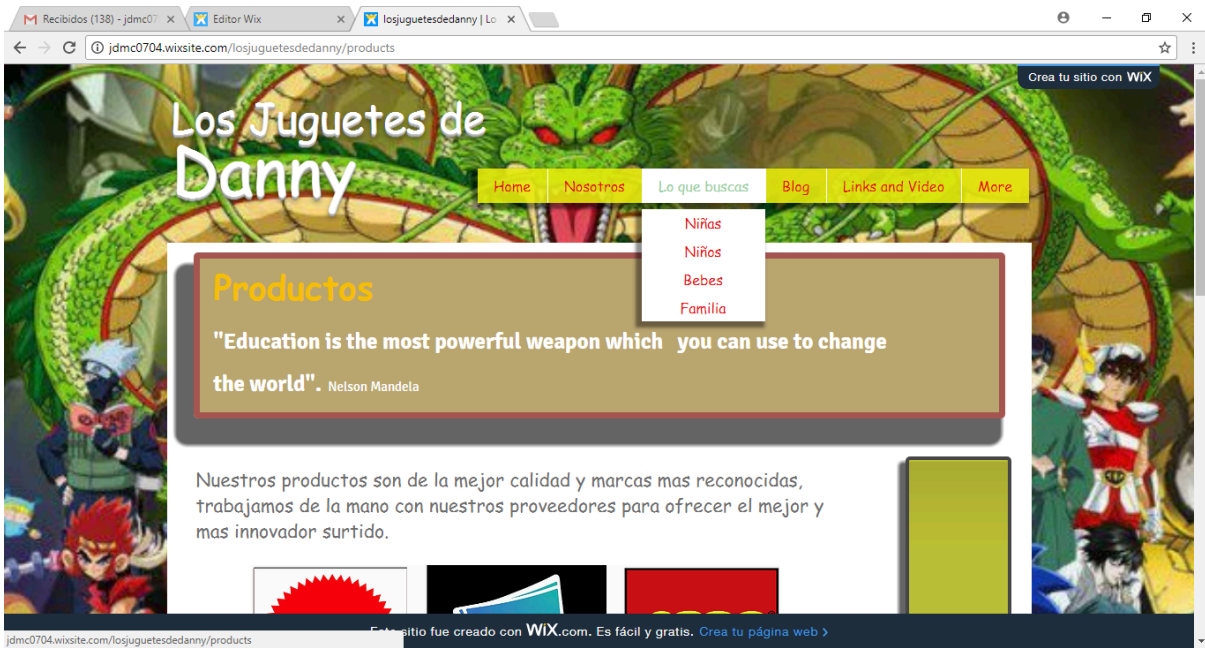 Recibidos (138) - jdmc07
Editor Wix
losjuguetesdedanny | Lo
jdmc0704.wixsite.com/losjuguetesdedanny/products
Crea tu sitio con WiX
Los Juguetes de
Danny
Home Nosotros Lo que buscas Blog Links and Video More
Niñas
Niños
Bebes
Familia
Productos
"Education is the most powerful weapon which you can use to change
the world". Nelson Mandela
Nuestros productos son de la mejor calidad y marcas mas reconocidas,
trabajamos de la mano con nuestros proveedores para ofrecer el mejor y
mas innovador surtido.
Este sitio fue creado con WiX.com. Es fácil y gratis. Crea tu página web >
jdmc0704.wixsite.com/losjuguetesdedanny/products